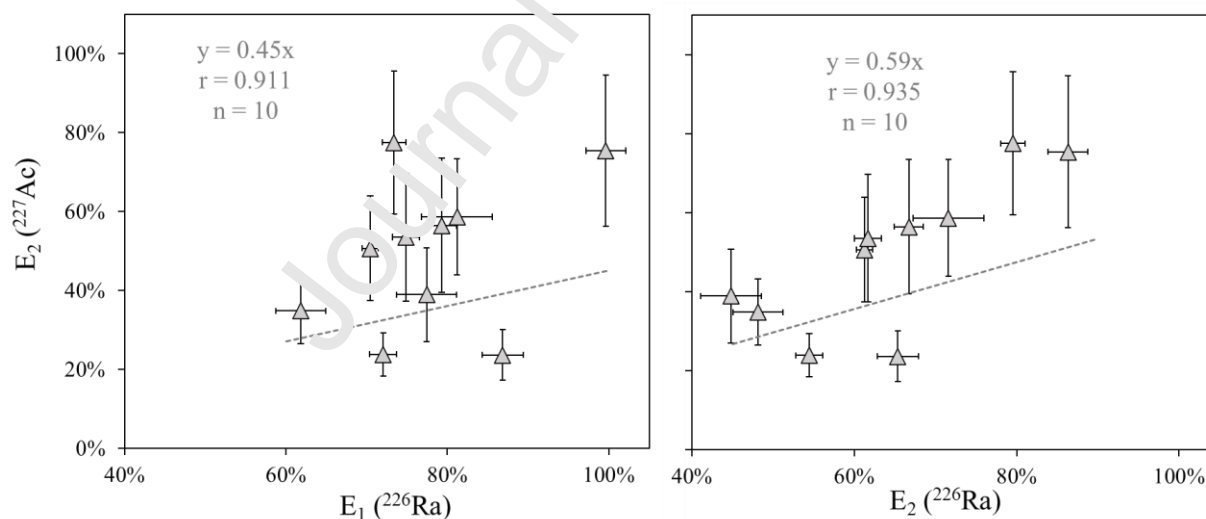 Journal
y = 0.45x
r = 0.911
n = 10
100%
80%
60%
40%
20%
0%
E₂ (²²⁷Ac)
40%
60%
80%
100%
E₁ (²²⁶Ra)
y = 0.59x
r = 0.935
n = 10
40%
60%
80%
100%
E₂ (²²⁶Ra)